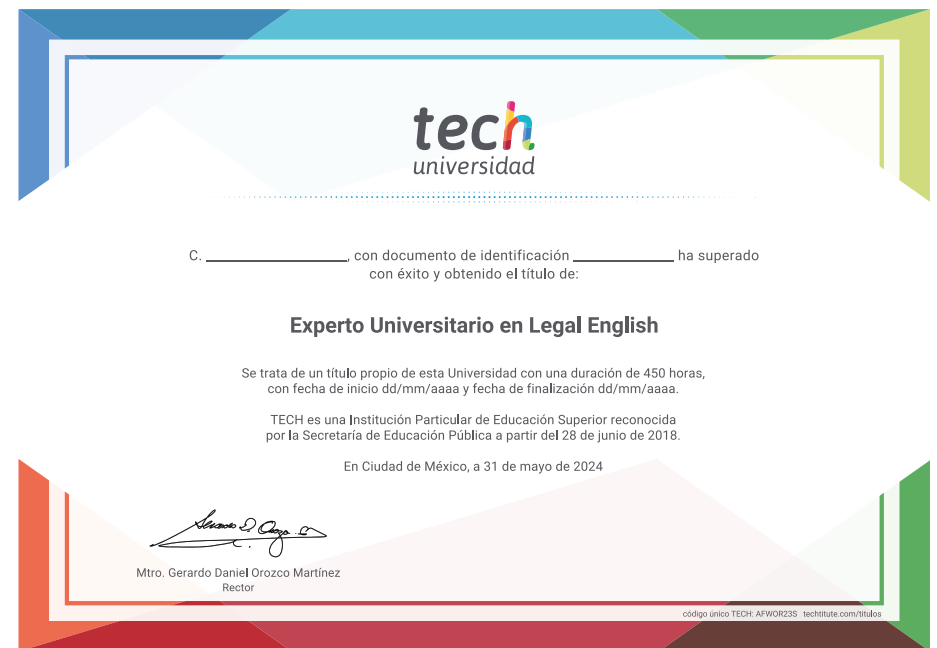 tech
universidad
C. ____________________, con documento de identificación ______________ ha superado
con éxito y obtenido el título de:
Experto Universitario en Legal English
Se trata de un título propio de esta Universidad con una duración de 450 horas,
con fecha de inicio dd/mm/aaaa y fecha de finalización dd/mm/aaaa.
TECH es una Institución Particular de Educación Superior reconocida
por la Secretaría de Educación Pública a partir del 28 de junio de 2018.
En Ciudad de México, a 31 de mayo de 2024
Mtro. Gerardo Daniel Orozco Martínez
Rector
código único TECH: AFWOR23S techtitute.com/titulos